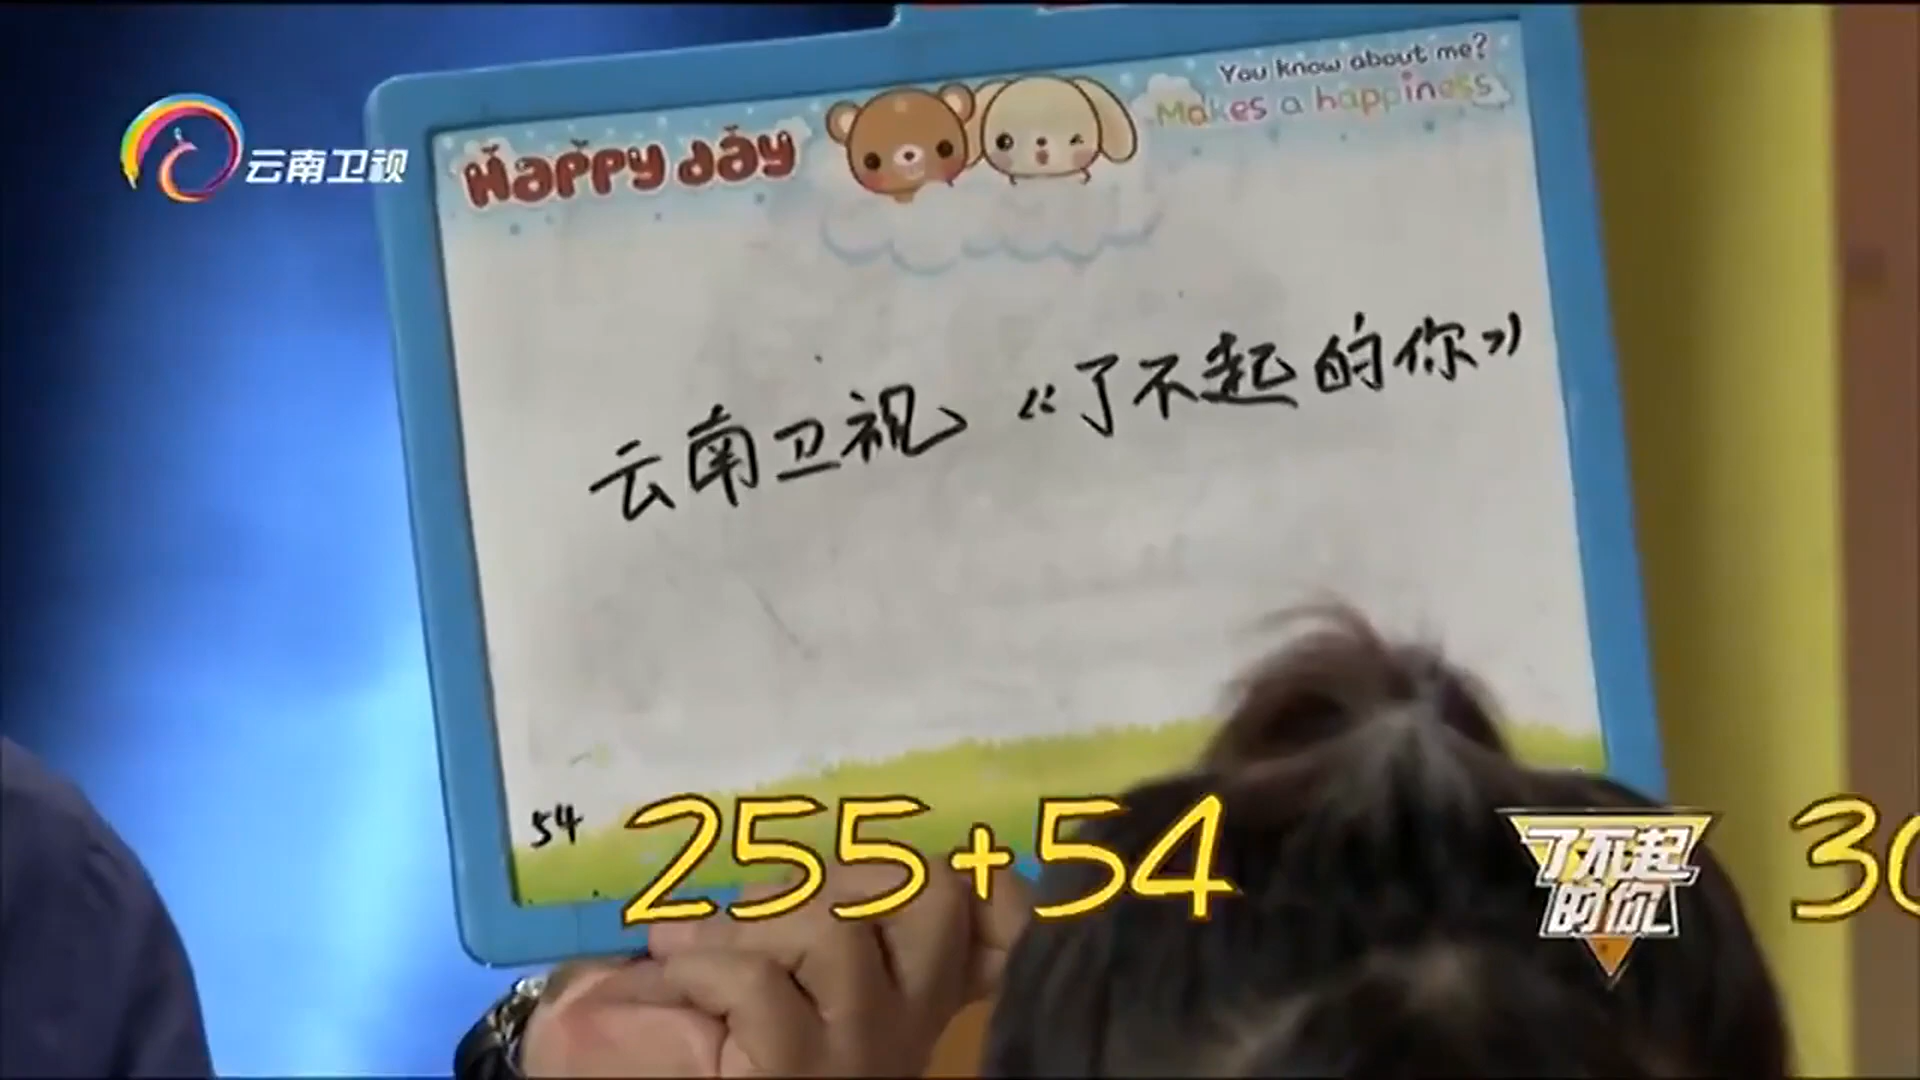 You know about me?
Makes a happiness
Happy day
云南卫视
云南卫视《了不起的你》
54
255+54
了不起
的你